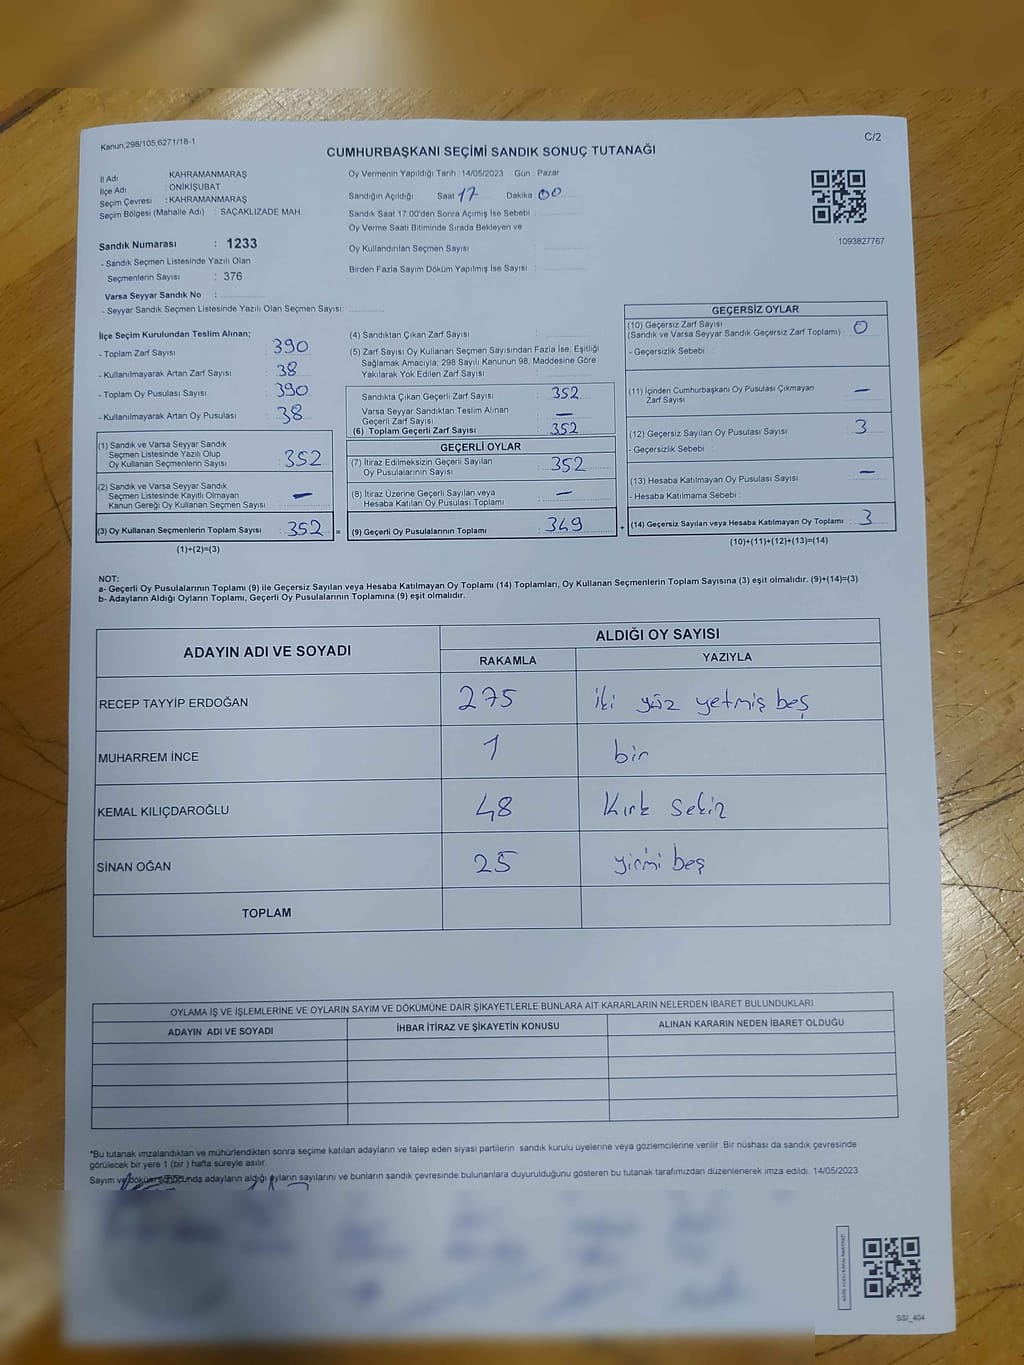 Kanun,298/105,6271/18-1
C/2
CUMHURBAŞKANI SEÇİMİ SANDIK SONUÇ TUTANAĞI
İl Adı : KAHRAMANMARAŞ
İlçe Adı : ONİKİŞUBAT
Seçim Çevresi : KAHRAMANMARAŞ
Seçim Bölgesi (Mahalle Adı) : SAÇAKLIZADE MAH.
Sandık Numarası : 1233
- Sandık Seçmen Listesinde Yazılı Olan
Seçmenlerin Sayısı : 376
Varsa Seyyar Sandık No :
- Seyyar Sandık Seçmen Listesinde Yazılı Olan Seçmen Sayısı:
Oy Vermenin Yapıldığı Tarih : 14/05/2023 Gün : Pazar
Sandığın Açıldığı Saat 17 Dakika : 00
Sandık Saat 17:00'den Sonra Açımış İse Sebebi :
Oy Verme Saati Bitiminde Sırada Bekleyen ve
Oy Kullandırılan Seçmen Sayısı :
Birden Fazla Sayım Döküm Yapılmış İse Sayısı :
1093827767
İlçe Seçim Kurulundan Teslim Alınan;
- Toplam Zarf Sayısı : 390
- Kullanılmayarak Artan Zarf Sayısı : 38
- Toplam Oy Pusulası : 390
- Kullanılmayarak Artan Oy Pusulası : 38
(1) Sandık ve Varsa Seyyar Sandık
Seçmen Listesinde Yazılı Olup
Oy Kullanan Seçmenlerin Sayısı : 352
(2) Sandık ve Varsa Seyyar Sandık
Seçmen Listesinde Kayıtlı Olmayan
Kanun Gereği Oy Kullanan Seçmen Sayısı : —
(3) Oy Kullanan Seçmenlerin Toplam Sayısı : 352 =
(1)+(2)=(3)
(4) Sandıktan Çıkan Zarf Sayısı :
(5) Zarf Sayısı Oy Kullanan Seçmen Sayısından Fazla İse, Eşitliği
Sağlamak Amacıyla, 298 Sayılı Kanunun 98. Maddesine Göre
Yakılarak Yok Edilen Zarf Sayısı :
Sandıkta Çıkan Geçerli Zarf Sayısı : 352
Varsa Seyyar Sandıktan Teslim Alınan
Geçerli Zarf Sayısı : —
(6) Toplam Geçerli Zarf Sayısı : 352
GEÇERLİ OYLAR
(7) İtiraz Edilmeksizin Geçerli Sayılan
Oy Pusulalarının Sayısı : 352
(8) İtiraz Üzerine Geçerli Sayılan veya
Hesaba Katılan Oy Pusulası Toplamı : —
(9) Geçerli Oy Pusulalarının Toplamı : 349 +
GEÇERSİZ OYLAR
(10) Geçersiz Zarf Sayısı
(Sandık ve Varsa Seyyar Sandık Geçersiz Zarf Toplamı) : 0
- Geçersizlik Sebebi :
(11) İçinden Cumhurbaşkanı Oy Pusulası Çıkmayan
Zarf Sayısı : —
(12) Geçersiz Sayılan Oy Pusulası Sayısı : 3
- Geçersizlik Sebebi :
(13) Hesaba Katılmayan Oy Pusulası Sayısı : —
- Hesaba Katılmama Sebebi :
(14) Geçersiz Sayılan veya Hesaba Katılmayan Oy Toplamı : 3
(10)+(11)+(12)+(13)=(14)
NOT:
a- Geçerli Oy Pusulalarının Toplamı (9) ile Geçersiz Sayılan veya Hesaba Katılmayan Oy Toplamı (14) Toplamları, Oy Kullanan Seçmenlerin Toplam Sayısına (3) eşit olmalıdır. (9)+(14)=(3)
b- Adayların Aldığı Oyların Toplamı, Geçerli Oy Pusulalarının Toplamına (9) eşit olmalıdır.
ADAYIN ADI VE SOYADI
ALDIĞI OY SAYISI
RAKAMLA YAZIYLA
RECEP TAYYİP ERDOĞAN 275 iki yüz yetmiş beş
MUHARREM İNCE 1 bir
KEMAL KILIÇDAROĞLU 48 Kırk sekiz
SİNAN OĞAN 25 yirmi beş
TOPLAM
OYLAMA İŞ VE İŞLEMLERİNE VE OYLARIN SAYIM VE DÖKÜMÜNE DAİR ŞİKAYETLERLE BUNLARA AİT KARARLARIN NELERDEN İBARET BULUNDUKLARI
ADAYIN ADI VE SOYADI İHBAR İTİRAZ VE ŞİKAYETİN KONUSU ALINAN KARARIN NEDEN İBARET OLDUĞU
*Bu tutanak imzalandıktan ve mühürlendikten sonra seçime katılan adayların ve talep eden siyasi partilerin sandık kurulu üyelerine veya gözlemcilerine verilir. Bir nüshası da sandık çevresinde
görülecek bir yere 1 (bir ) hafta süreyle asılır.
Sayım ve döküm sonucunda adayların aldığı oyların sayılarını ve bunların sandık çevresinde bulunanlara duyurulduğunu gösteren bu tutanak tarafımızdan düzenlenerek imza edildi. 14/05/2023
SSI_404